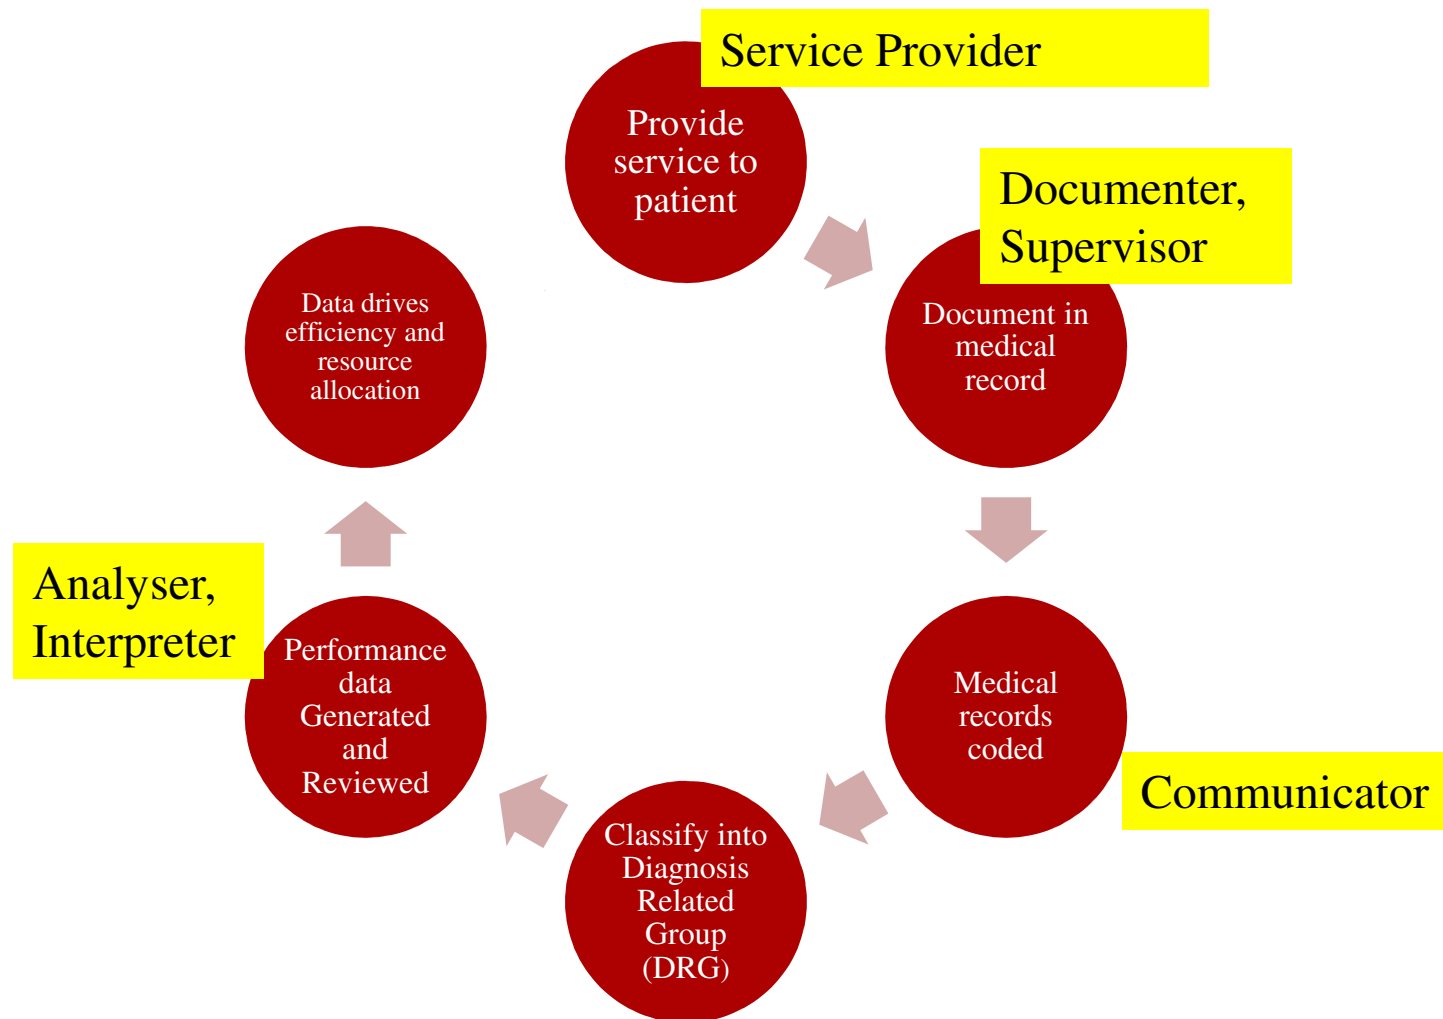 Service Provider
Provide
service to
patient
Documenter,
Supervisor
Document in
medical
record
Medical
records
coded
Communicator
Classify into
Diagnosis
Related
Group
(DRG)
Analyser,
Interpreter
Performance
data
Generated
and
Reviewed
Data drives
efficiency and
resource
allocation